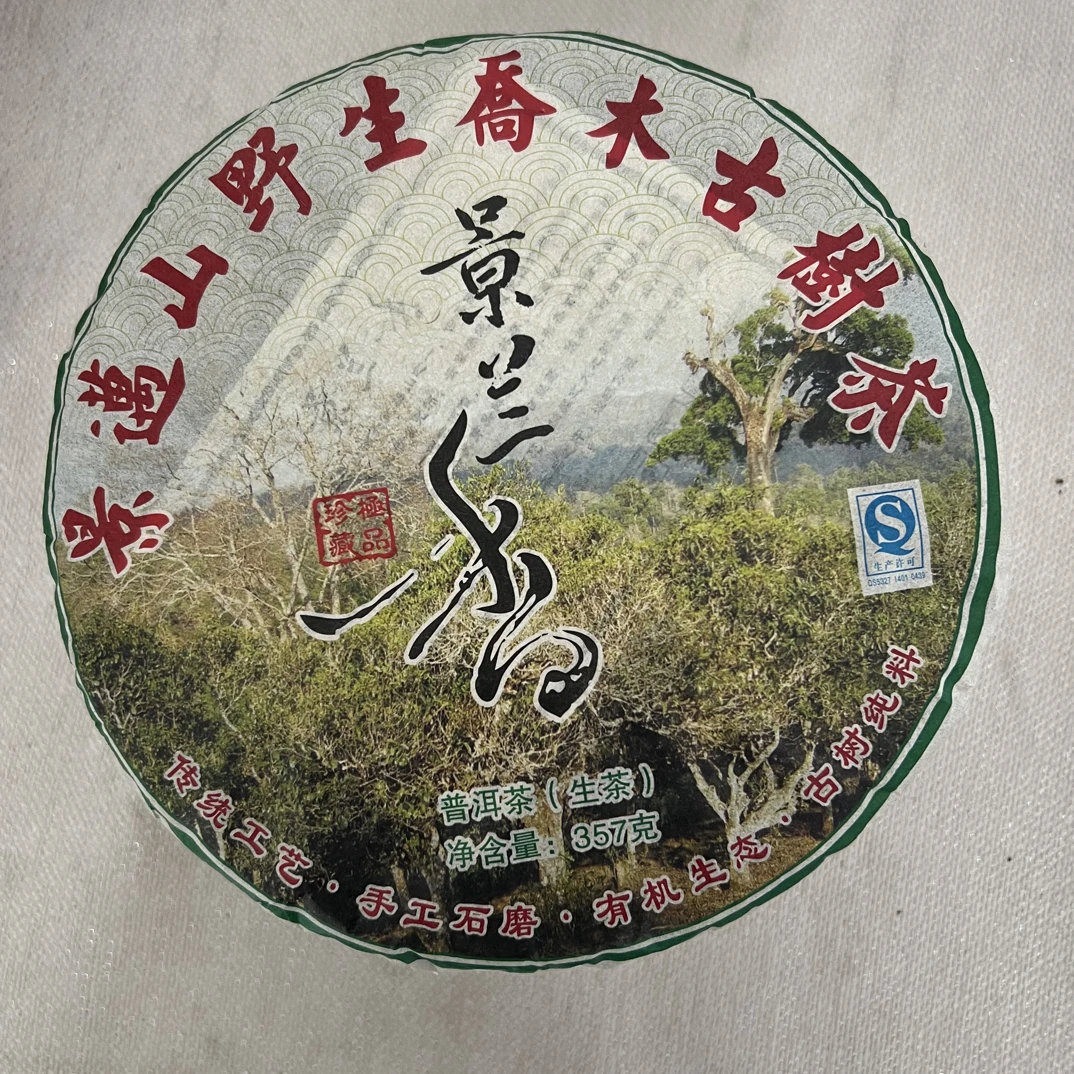 景邁山野生喬木古樹茶
景兰香
極品
珍藏
生产许可
QS5327 1401 0439
普洱茶（生茶）
净含量：357克
传统工艺·手工石磨·有机生态·古树纯料